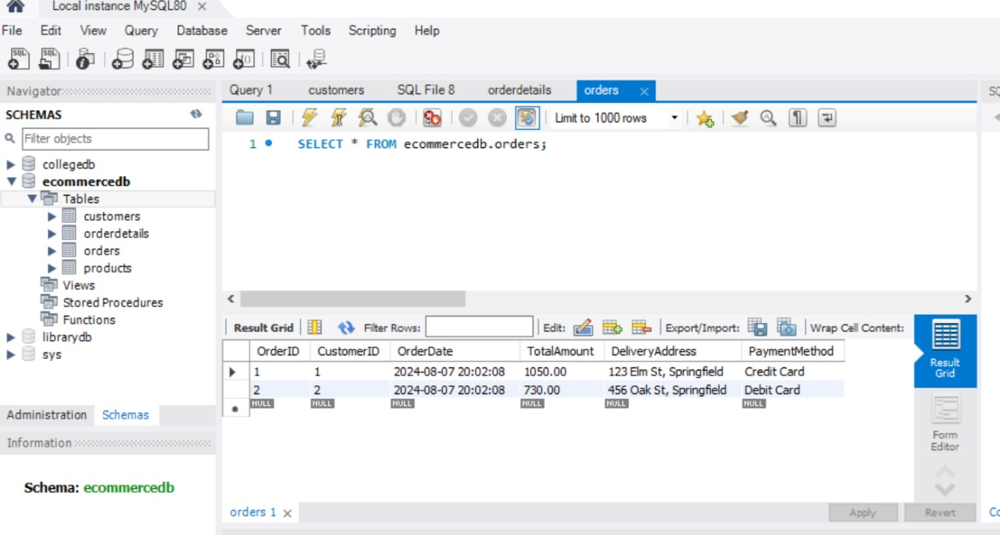 Local instance MySQL80
File Edit View Query Database Server Tools Scripting Help
Navigator
SCHEMAS
Filter objects
collegedb
ecommercedb
Tables
customers
orderdetails
orders
products
Views
Stored Procedures
Functions
librarydb
sys
Administration Schemas
Information
Schema: ecommercedb
Query 1 customers SQL File 8 orderdetails orders
Limit to 1000 rows
1 SELECT * FROM ecommercedb.orders;
Result Grid Filter Rows: Edit: Export/Import: Wrap Cell Content:
OrderID CustomerID OrderDate TotalAmount DeliveryAddress PaymentMethod
1 1 2024-08-07 20:02:08 1050.00 123 Elm St, Springfield Credit Card
2 2 2024-08-07 20:02:08 730.00 456 Oak St, Springfield Debit Card
NULL NULL NULL NULL NULL NULL
Result
Grid
Form
Editor
orders 1
Apply Revert